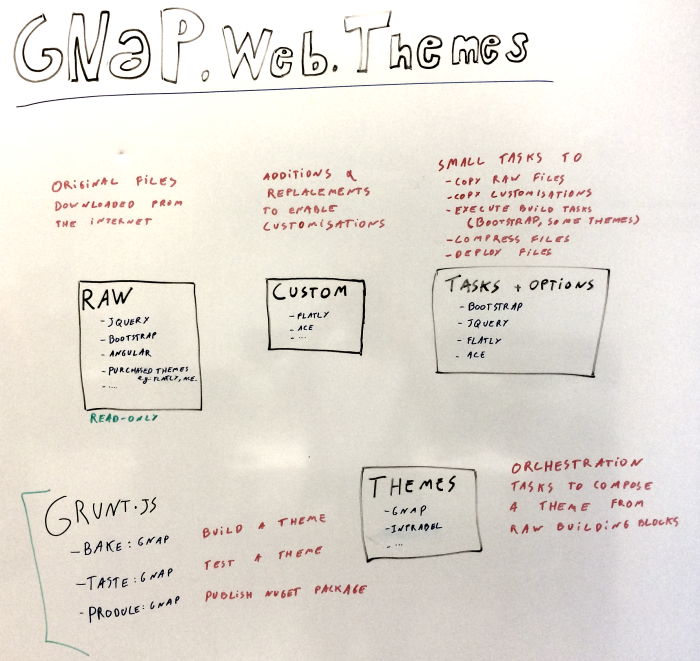 GNaP.Web.Themes
ORIGINAL FILES
DOWNLOADED FROM
THE INTERNET
ADDITIONS &
REPLACEMENTS
TO ENABLE
CUSTOMISATIONS
SMALL TASKS TO
- COPY RAW FILES
- COPY CUSTOMISATIONS
- EXECUTE BUILD TASKS
(BOOTSTRAP, SOME THEMES)
- COMPRESS FILES
- DEPLOY FILES
RAW
- JQUERY
- BOOTSTRAP
- ANGULAR
- PURCHASED THEMES
e.g. FLATLY, ACE.
- ....
READ-ONLY
CUSTOM
- FLATLY
- ACE
- ...
TASKS + OPTIONS
- BOOTSTRAP
- JQUERY
- FLATLY
- ACE
GRUNT.JS
- BAKE:GNAP
BUILD A THEME
- TASTE:GNAP
TEST A THEME
- PRODULE:GNAP
PUBLISH NUGET PACKAGE
THEMES
- GNAP
- INFRABEL
- ...
ORCHESTRATION
TASKS TO COMPOSE
A THEME FROM
RAW BUILDING BLOCKS